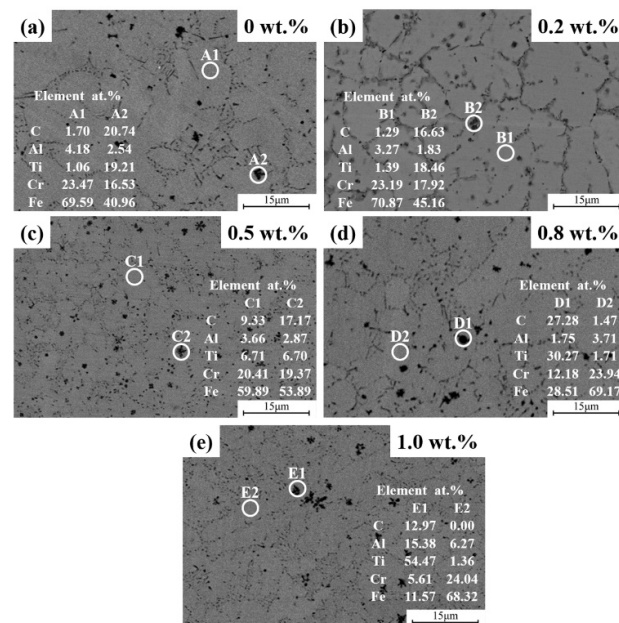 (a)
0 wt.%
A1
A2
Element at.%
A1 A2
C 1.70 20.74
Al 4.18 2.54
Ti 1.06 19.21
Cr 23.47 16.53
Fe 69.59 40.96
15μm
(b)
0.2 wt.%
B2
B1
Element at.%
B1 B2
C 1.29 16.63
Al 3.27 1.83
Ti 1.39 18.46
Cr 23.19 17.92
Fe 70.87 45.16
15μm
(c)
0.5 wt.%
C1
C2
Element at.%
C1 C2
C 9.33 17.17
Al 3.66 2.87
Ti 6.71 6.70
Cr 20.41 19.37
Fe 59.89 53.89
15μm
(d)
0.8 wt.%
D1
D2
Element at.%
D1 D2
C 27.28 1.47
Al 1.75 3.71
Ti 30.27 1.71
Cr 12.18 23.94
Fe 28.51 69.17
15μm
(e)
1.0 wt.%
E1
E2
Element at.%
E1 E2
C 12.97 0.00
Al 15.38 6.27
Ti 54.47 1.36
Cr 5.61 24.04
Fe 11.57 68.32
15μm